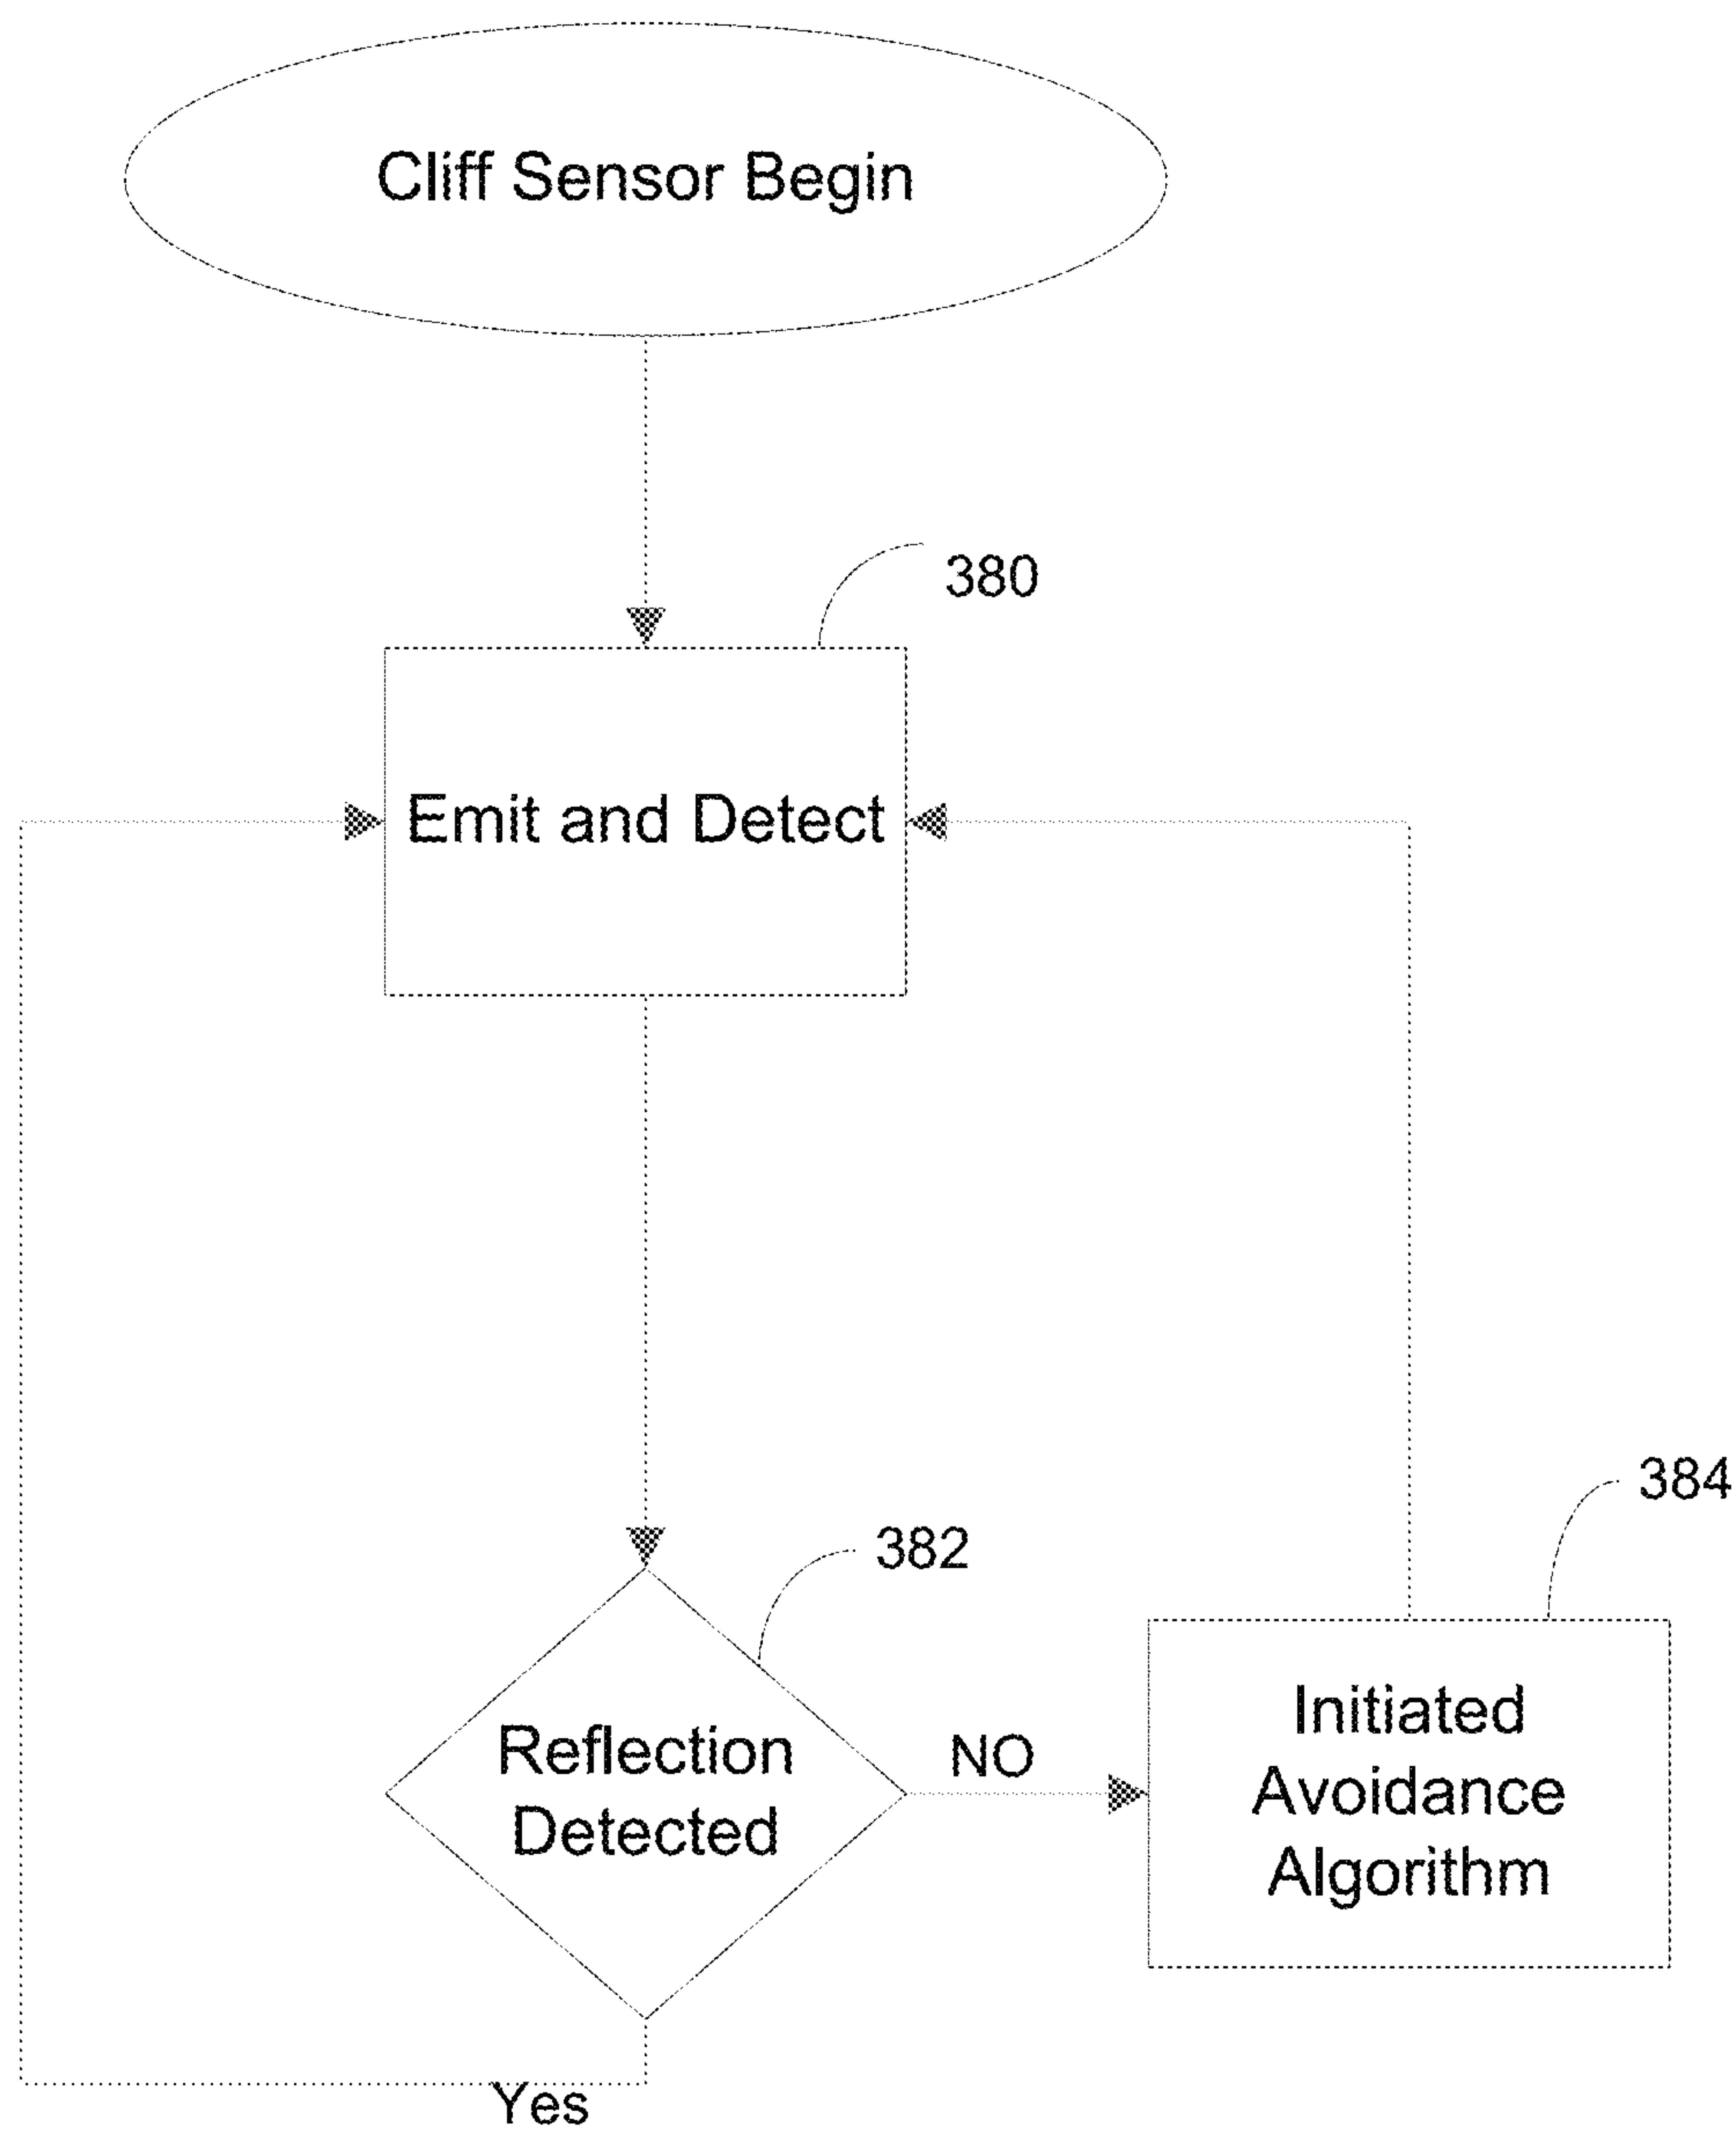 Cliff Sensor Begin
380
Emit and Detect
384
382
Reflection
Detected
NO
Initiated
Avoidance
Algorithm
Yes